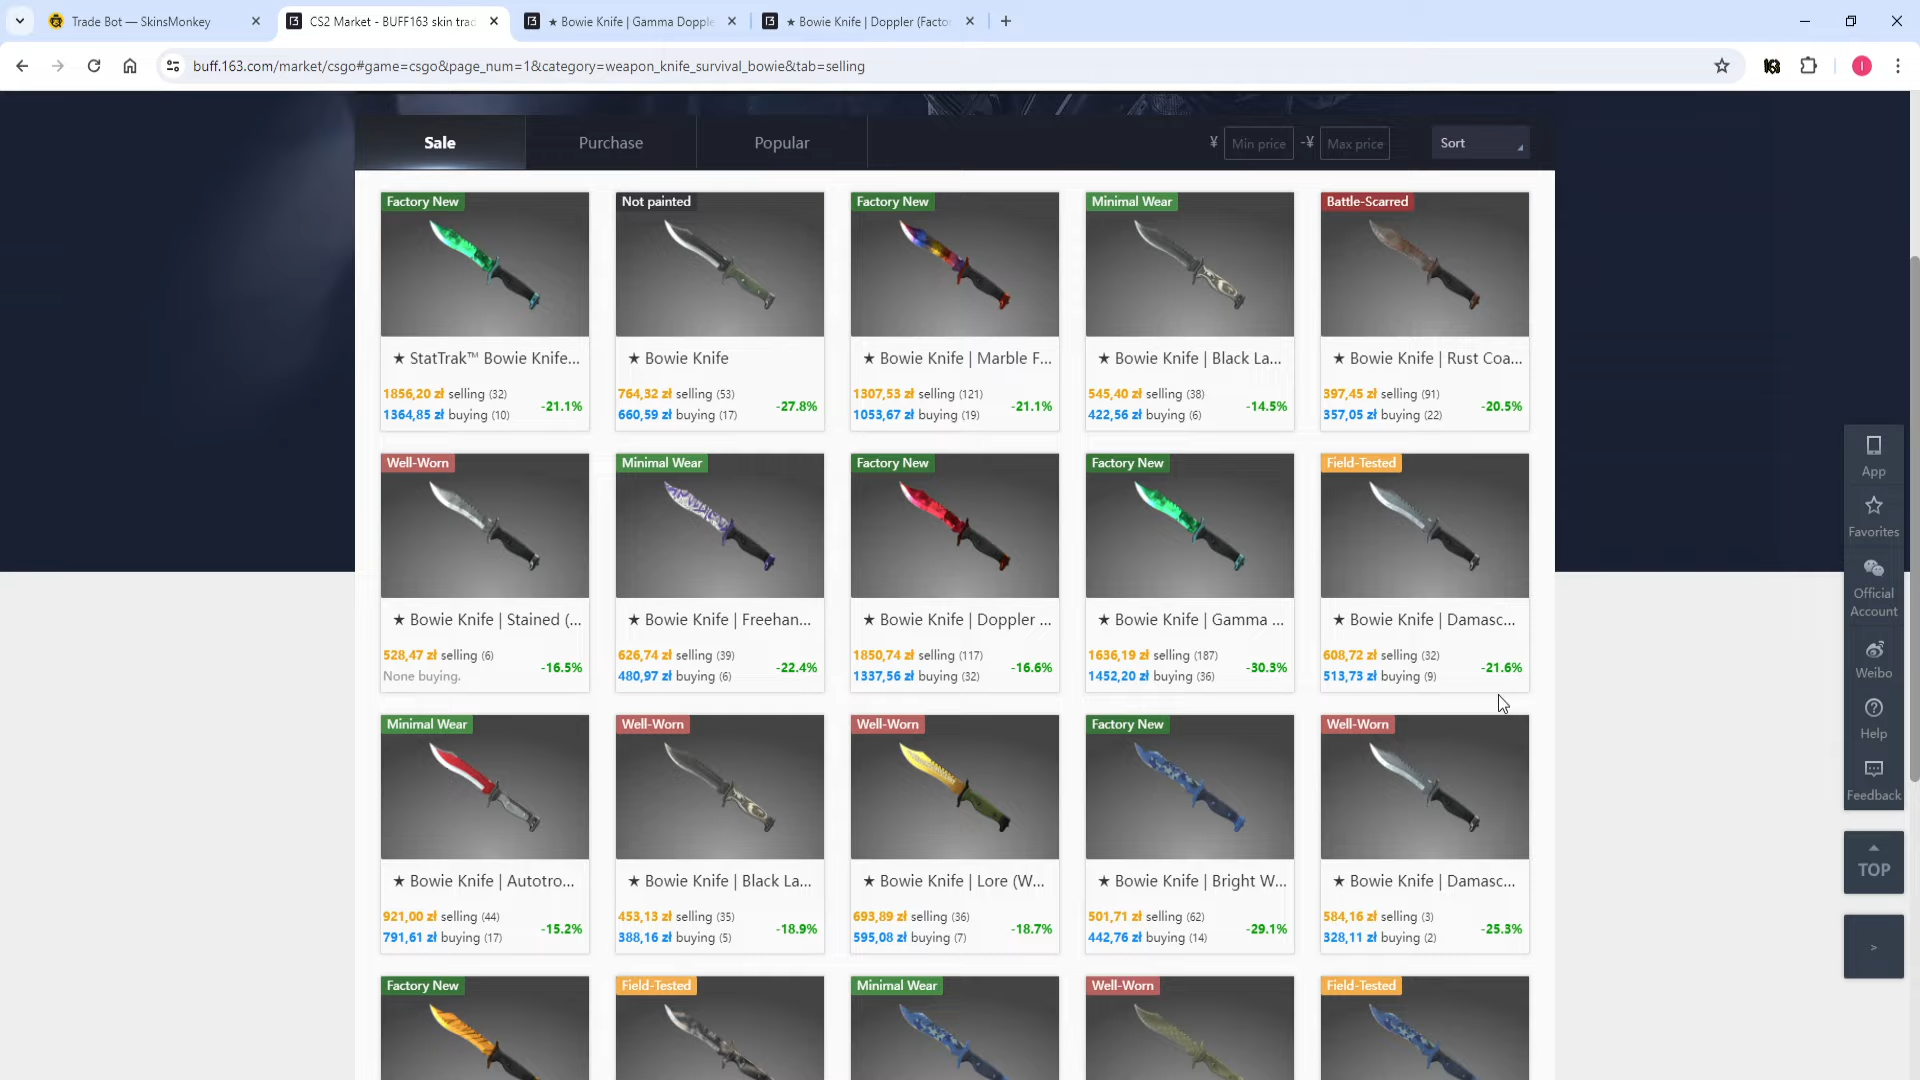 Trade Bot — SkinsMonkey
CS2 Market - BUFF163 skin trad
★ Bowie Knife | Gamma Dopple
★ Bowie Knife | Doppler (Facto
buff.163.com/market/csgo#game=csgo&page_num=1&category=weapon_knife_survival_bowie&tab=selling
163
I
Sale
Purchase
Popular
¥ Min price -¥ Max price
Sort
Factory New
Not painted
Factory New
Minimal Wear
Battle-Scarred
★ StatTrak™ Bowie Knife...
★ Bowie Knife
★ Bowie Knife | Marble F...
★ Bowie Knife | Black La...
★ Bowie Knife | Rust Coa...
1856,20 zł selling (32)
1364,85 zł buying (10)
-21.1%
764,32 zł selling (53)
660,59 zł buying (17)
-27.8%
1307,53 zł selling (121)
1053,67 zł buying (19)
-21.1%
545,40 zł selling (38)
422,56 zł buying (6)
-14.5%
397,45 zł selling (91)
357,05 zł buying (22)
-20.5%
Well-Worn
Minimal Wear
Factory New
Factory New
Field-Tested
★ Bowie Knife | Stained (...
★ Bowie Knife | Freehan...
★ Bowie Knife | Doppler ...
★ Bowie Knife | Gamma ...
★ Bowie Knife | Damasc...
528,47 zł selling (6)
None buying.
-16.5%
626,74 zł selling (39)
480,97 zł buying (6)
-22.4%
1850,74 zł selling (117)
1337,56 zł buying (32)
-16.6%
1636,19 zł selling (187)
1452,20 zł buying (36)
-30.3%
608,72 zł selling (32)
513,73 zł buying (9)
-21.6%
Minimal Wear
Well-Worn
Well-Worn
Factory New
Well-Worn
★ Bowie Knife | Autotro...
★ Bowie Knife | Black La...
★ Bowie Knife | Lore (W...
★ Bowie Knife | Bright W...
★ Bowie Knife | Damasc...
921,00 zł selling (44)
791,61 zł buying (17)
-15.2%
453,13 zł selling (35)
388,16 zł buying (5)
-18.9%
693,89 zł selling (36)
595,08 zł buying (7)
-18.7%
501,71 zł selling (62)
442,76 zł buying (14)
-29.1%
584,16 zł selling (3)
328,11 zł buying (2)
-25.3%
Factory New
Field-Tested
Minimal Wear
Well-Worn
Field-Tested
App
Favorites
Official
Account
Weibo
Help
Feedback
TOP
>